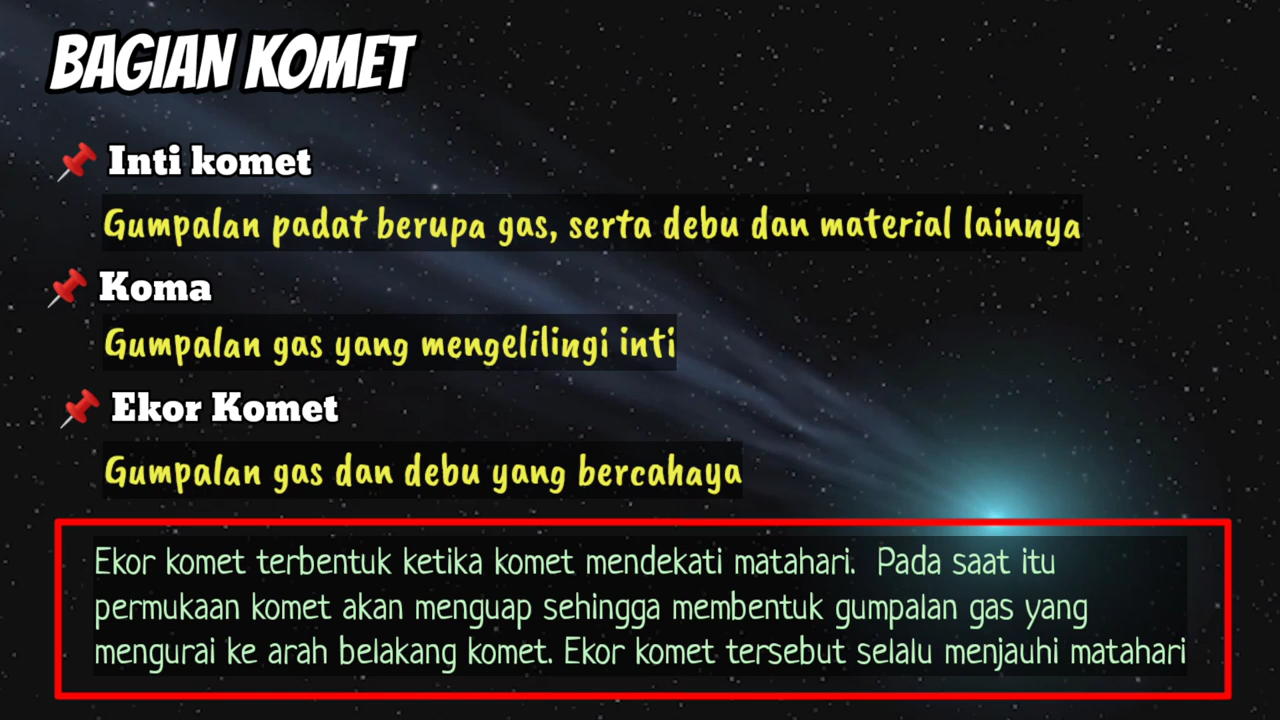 BAGIAN KOMET
Inti komet
Gumpalan padat berupa gas, serta debu dan material lainnya
Koma
Gumpalan gas yang mengelilingi inti
Ekor Komet
Gumpalan gas dan debu yang bercahaya
Ekor komet terbentuk ketika komet mendekati matahari. Pada saat itu
permukaan komet akan menguap sehingga membentuk gumpalan gas yang
mengurai ke arah belakang komet. Ekor komet tersebut selalu menjauhi matahari